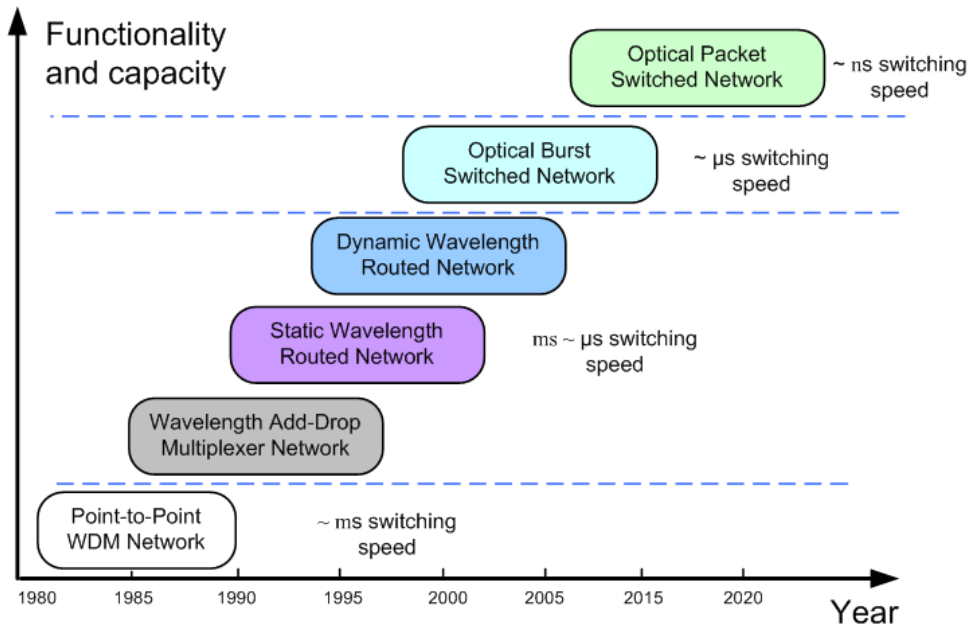 Functionality
and capacity
Optical Packet
Switched Network
~ ns switching
speed
Optical Burst
Switched Network
~ µs switching
speed
Dynamic Wavelength
Routed Network
Static Wavelength
Routed Network
ms ~ µs switching
speed
Wavelength Add-Drop
Multiplexer Network
Point-to-Point
WDM Network
~ ms switching
speed
1980 1985 1990 1995 2000 2005 2015 2020
Year